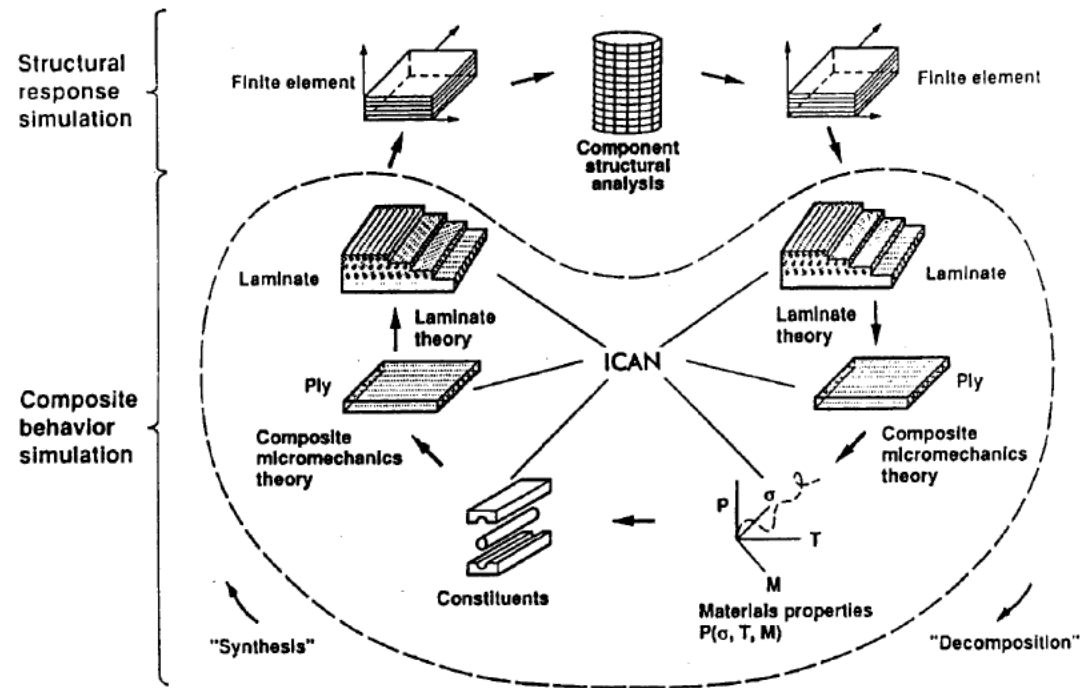 Structural
response
simulation
Finite element
Component
structural
analysis
Finite element
Laminate
Laminate
theory
Ply
Composite
micromechanics
theory
Constituents
ICAN
Laminate
Laminate
theory
Ply
Composite
micromechanics
theory
P
σ
T
M
Materials properties
P(σ, T, M)
Composite
behavior
simulation
"Synthesis"
"Decomposition"